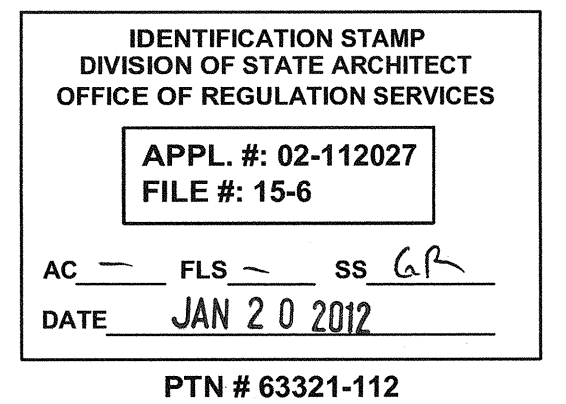 IDENTIFICATION STAMP
DIVISION OF STATE ARCHITECT
OFFICE OF REGULATION SERVICES
APPL. #: 02-112027
FILE #: 15-6
AC — FLS — SS GR
DATE JAN 20 2012
PTN # 63321-112